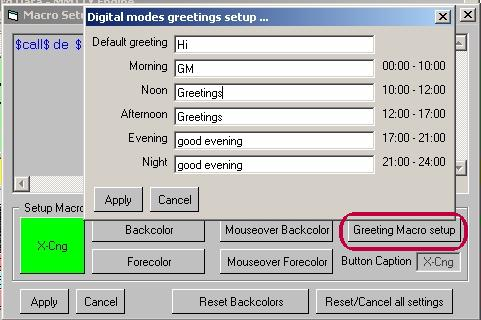 Macro Setu
Digital modes greetings setup ...
$call$ de $
Default greeting Hi
Morning GM 00:00 - 10:00
Noon Greetings 10:00 - 12:00
Afternoon Greetings 12:00 - 17:00
Evening good evening 17:00 - 21:00
Night good evening 21:00 - 24:00
Apply Cancel
Setup Macro
X-Cng Backcolor Mouseover Backcolor Greeting Macro setup
Forecolor Mouseover Forecolor Button Caption X-Cng
Apply Cancel Reset Backcolors Reset/Cancel all settings